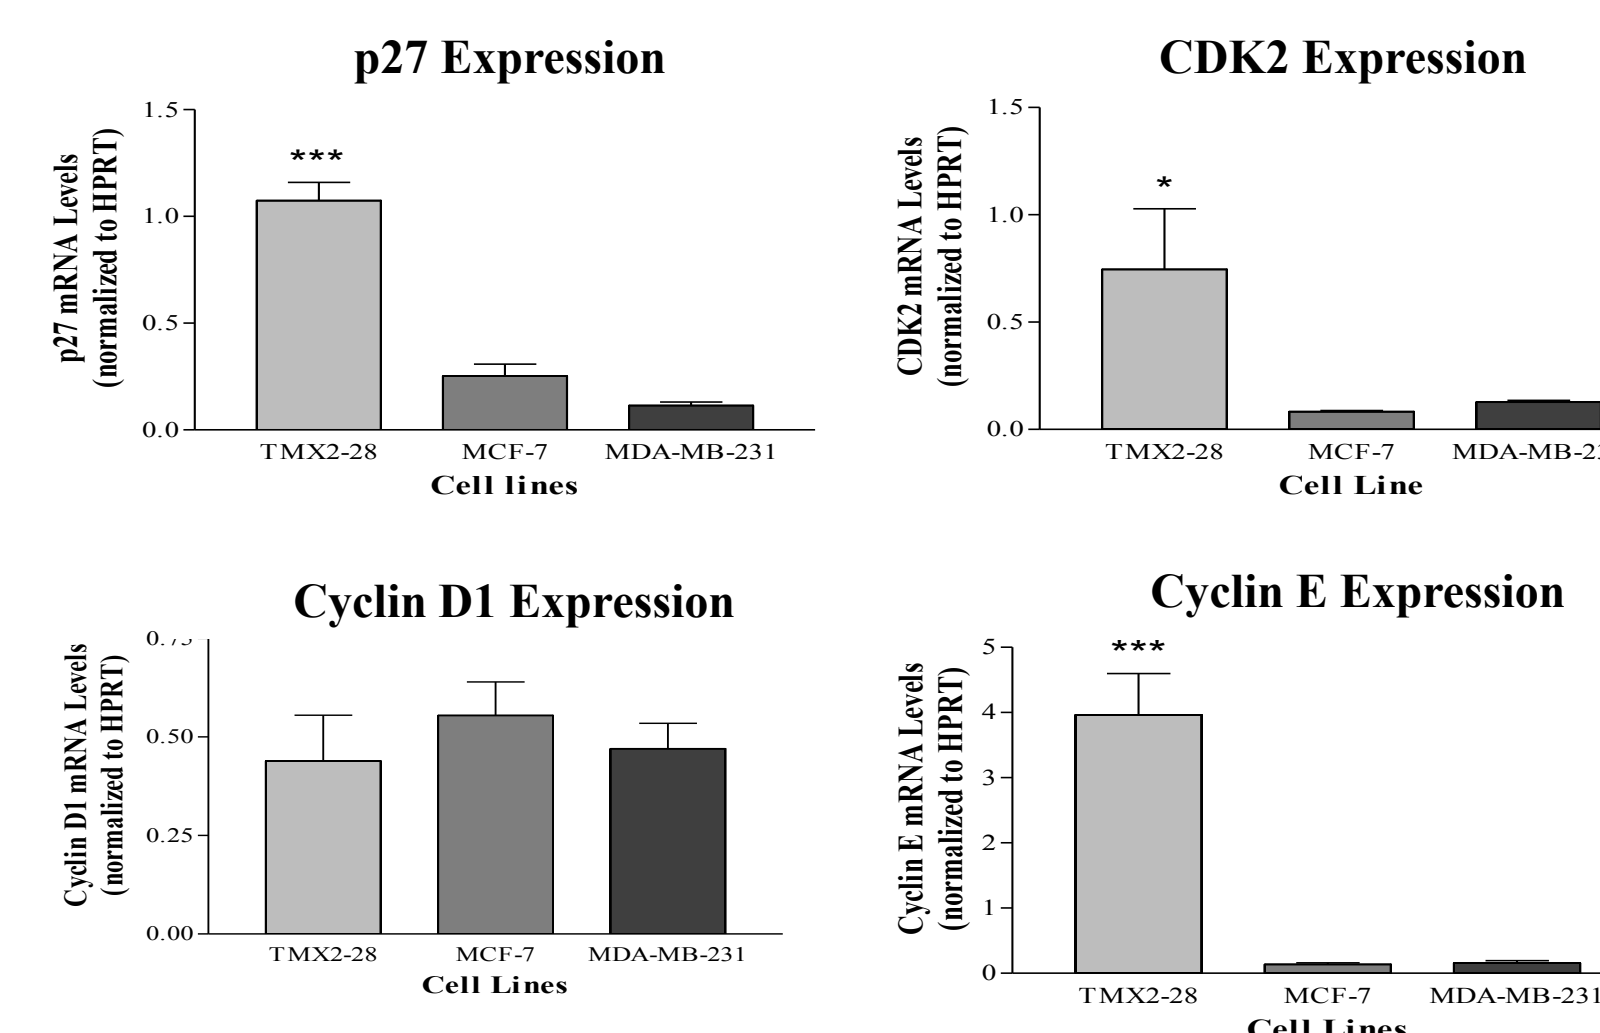 p27 Expression
p27 mRNA Levels
(normalized to HPRT)
1.5
1.0
0.5
0.0
***
TMX2-28 MCF-7 MDA-MB-231
Cell lines
CDK2 Expression
CDK2 mRNA Levels
(normalized to HPRT)
1.5
1.0
0.5
0.0
*
TMX2-28 MCF-7
Cell Line
Cyclin D1 Expression
Cyclin D1 mRNA Levels
(normalized to HPRT)
0.75
0.50
0.25
0.00
TMX2-28 MCF-7 MDA-MB-231
Cell Lines
Cyclin E Expression
Cyclin E mRNA Levels
(normalized to HPRT)
5
4
3
2
1
0
***
TMX2-28 MCF-7 MDA-MB-231
Cell Lines